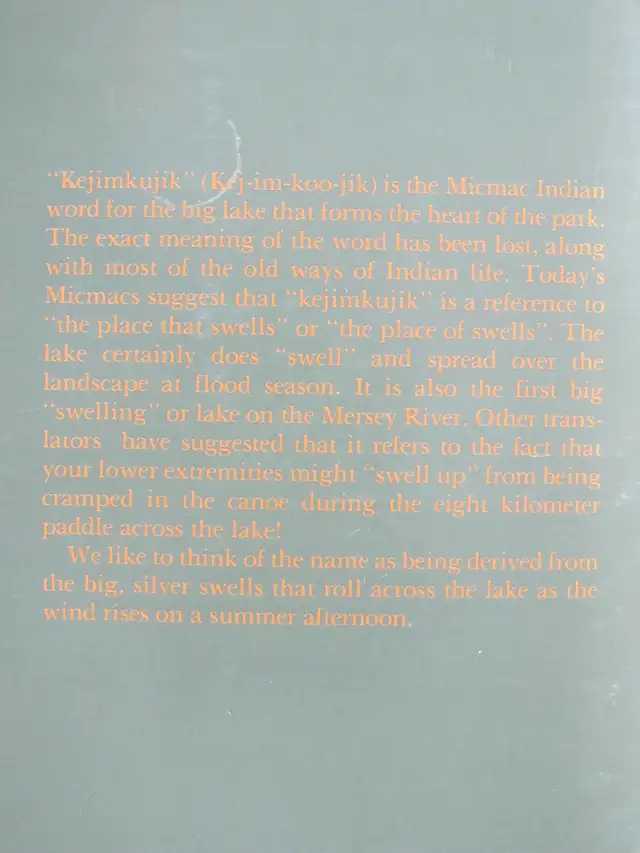 "Kejimkujik" (Kej-im-koo-jik) is the Micmac Indian
word for the big lake that forms the heart of the park.
The exact meaning of the word has been lost, along
with most of the old ways of Indian life. Today's
Micmacs suggest that "kejimkujik" is a reference to
"the place that swells" or "the place of swells". The
lake certainly does "swell" and spread over the
landscape at flood season. It is also the first big
"swelling" or lake on the Mersey River. Other trans-
lators have suggested that it refers to the fact that
your lower extremities might "swell up" from being
cramped in the canoe during the eight kilometer
paddle across the lake!
We like to think of the name as being derived from
the big, silver swells that roll across the lake as the
wind rises on a summer afternoon.